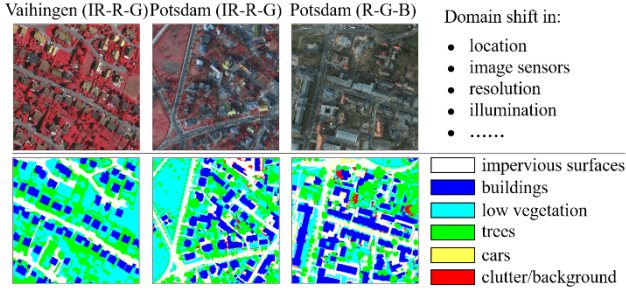 Vaihingen (IR-R-G) Potsdam (IR-R-G) Potsdam (R-G-B)
Domain shift in:
• location
• image sensors
• resolution
• illumination
• ......
impervious surfaces
buildings
low vegetation
trees
cars
clutter/background